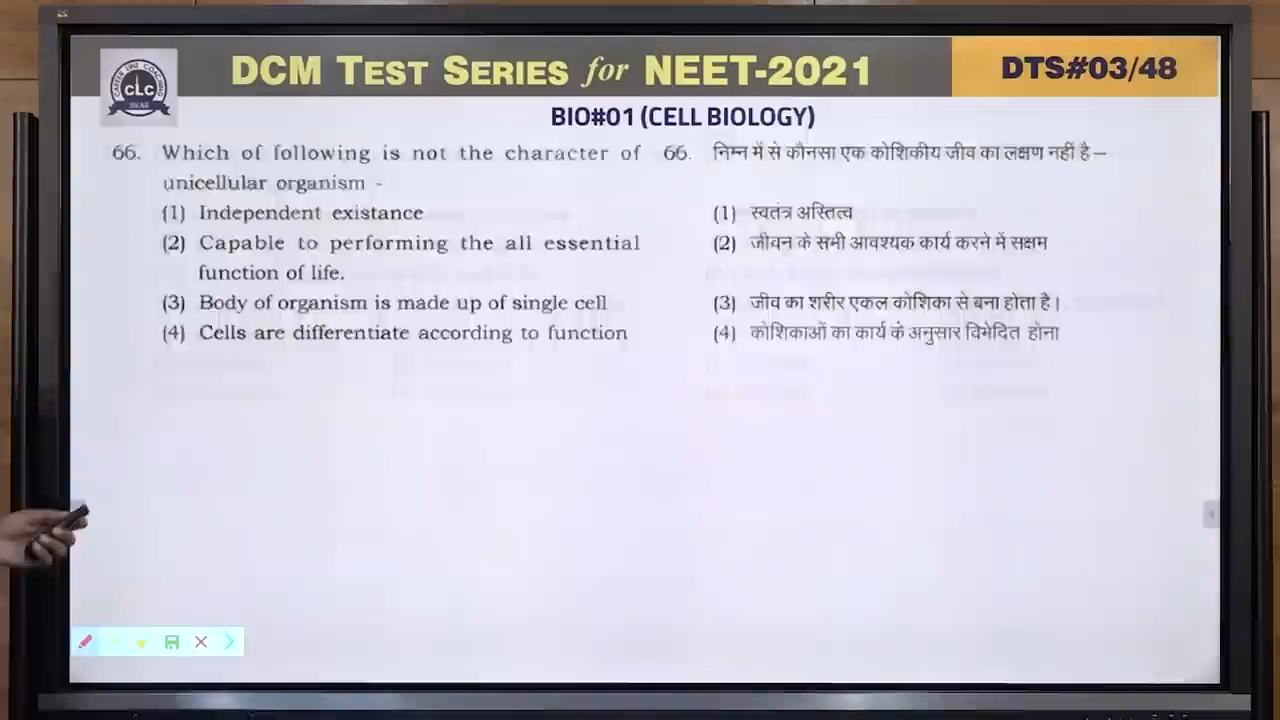 DCM TEST SERIES for NEET-2021
DTS#03/48
CLC
BIO#01 (CELL BIOLOGY)
66. Which of following is not the character of
unicellular organism -
(1) Independent existance
(2) Capable to performing the all essential
function of life.
(3) Body of organism is made up of single cell
(4) Cells are differentiate according to function
66. निम्न में से कौनसा एक कोशिकीय जीव का लक्षण नहीं है –
(1) स्वतंत्र अस्तित्व
(2) जीवन के सभी आवश्यक कार्य करने में सक्षम
(3) जीव का शरीर एकल कोशिका से बना होता है।
(4) कोशिकाओं का कार्य के अनुसार विभेदित होना